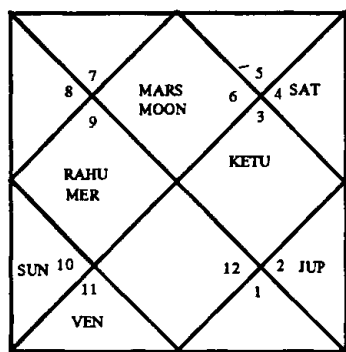 7 5
8 MARS 6 4 SAT
MOON
9 3
RAHU KETU
MER
SUN 10 12 2 JUP
11 1
VEN